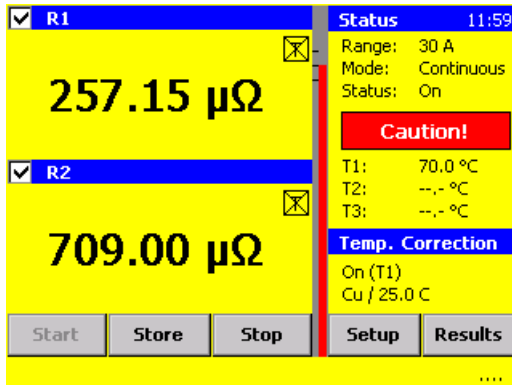 R1
257.15 µΩ
R2
709.00 µΩ
Start Store Stop
Status 11:59
Range: 30 A
Mode: Continuous
Status: On
Caution!
T1: 70.0 °C
T2: --,- °C
T3: --,- °C
Temp. Correction
On (T1)
Cu / 25.0 C
Setup Results
....